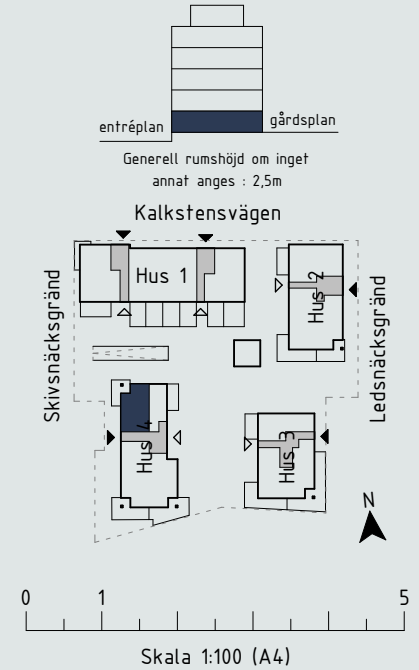 entréplan
gårdsplan
Generell rumshöjd om inget
annat anges : 2,5m
Kalkstensvägen
Hus 1
Hus 2
Skivsnäcksgränd
Ledsnäcksgränd
Hus 4
Hus 3
N
0 1 5
Skala 1:100 (A4)